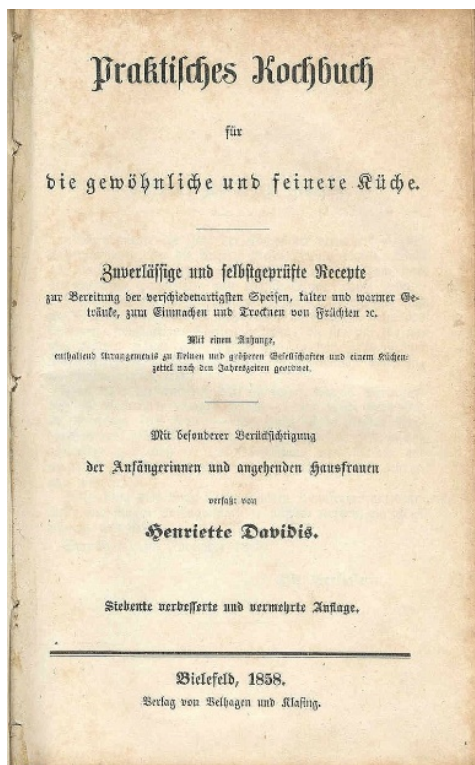 Praktisches Kochbuch
für
die gewöhnliche und feinere Küche.
Zuverlässige und selbstgeprüfte Recepte
zur Bereitung der verschiedenartigsten Speisen, kalter und warmer Ge-
tränke, zum Einmachen und Trocknen von Früchten ꝛc.
Mit einem Anhange,
enthaltend Arrangements zu kleinen und größeren Gesellschaften und einem Küchen-
zettel nach den Jahreszeiten geordnet.
Mit besonderer Berücksichtigung
der Anfängerinnen und angehenden Hausfrauen
verfaßt von
Henriette Davidis.
Siebente verbesserte und vermehrte Auflage.
Bielefeld, 1858.
Verlag von Velhagen und Klasing.